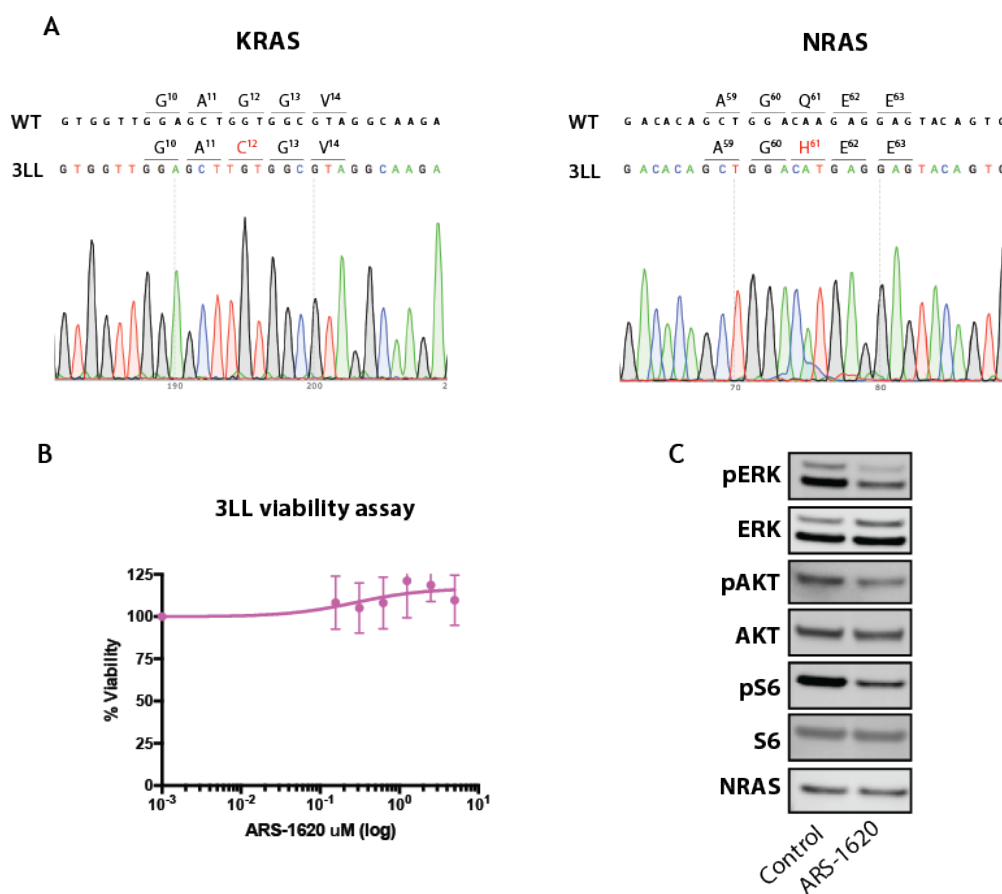 A
KRAS
NRAS
G10 A11 G12 G13 V14
WT GTGGTTGGAGCTGGTGGCGTAGGCAAGA
G10 A11 C12 G13 V14
3LL GTGGTTGGAGCTTGTGGCGTAGGCAAGA
190 200 2
A59 G60 Q61 E62 E63
WT GACACAGCTGGACAAGAGGAGTACAGTG
A59 G60 H61 E62 E63
3LL GACACAGCTGGACATGAGGAGTACAGTG
70 80
B
3LL viability assay
% Viability
125
100
75
50
25
0
10-3 10-2 10-1 100 101
ARS-1620 uM (log)
C
pERK
ERK
pAKT
AKT
pS6
S6
NRAS
Control ARS-1620